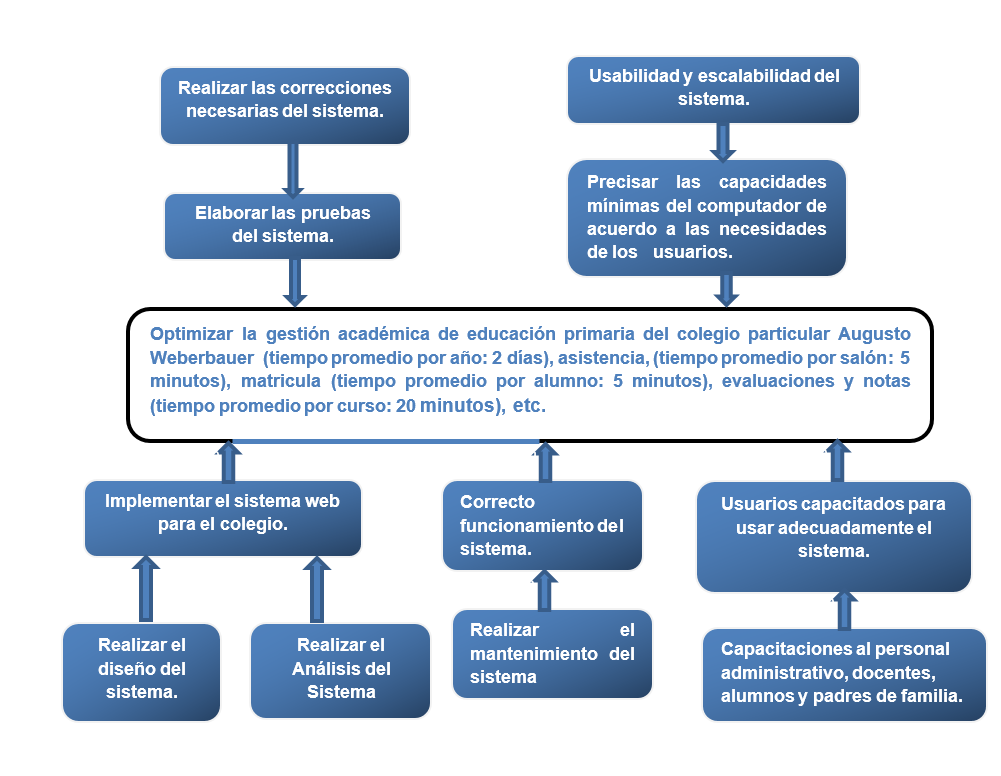 Realizar las correcciones
necesarias del sistema.
Usabilidad y escalabilidad del
sistema.
Elaborar las pruebas
del sistema.
Precisar las capacidades
mínimas del computador de
acuerdo a las necesidades
de los usuarios.
Optimizar la gestión académica de educación primaria del colegio particular Augusto
Weberbauer (tiempo promedio por año: 2 días), asistencia, (tiempo promedio por salón: 5
minutos), matricula (tiempo promedio por alumno: 5 minutos), evaluaciones y notas
(tiempo promedio por curso: 20 minutos), etc.
Implementar el sistema web
para el colegio.
Correcto
funcionamiento del
sistema.
Usuarios capacitados para
usar adecuadamente el
sistema.
Realizar el
diseño del
sistema.
Realizar el
Análisis del
Sistema
Realizar el
mantenimiento del
sistema
Capacitaciones al personal
administrativo, docentes,
alumnos y padres de familia.